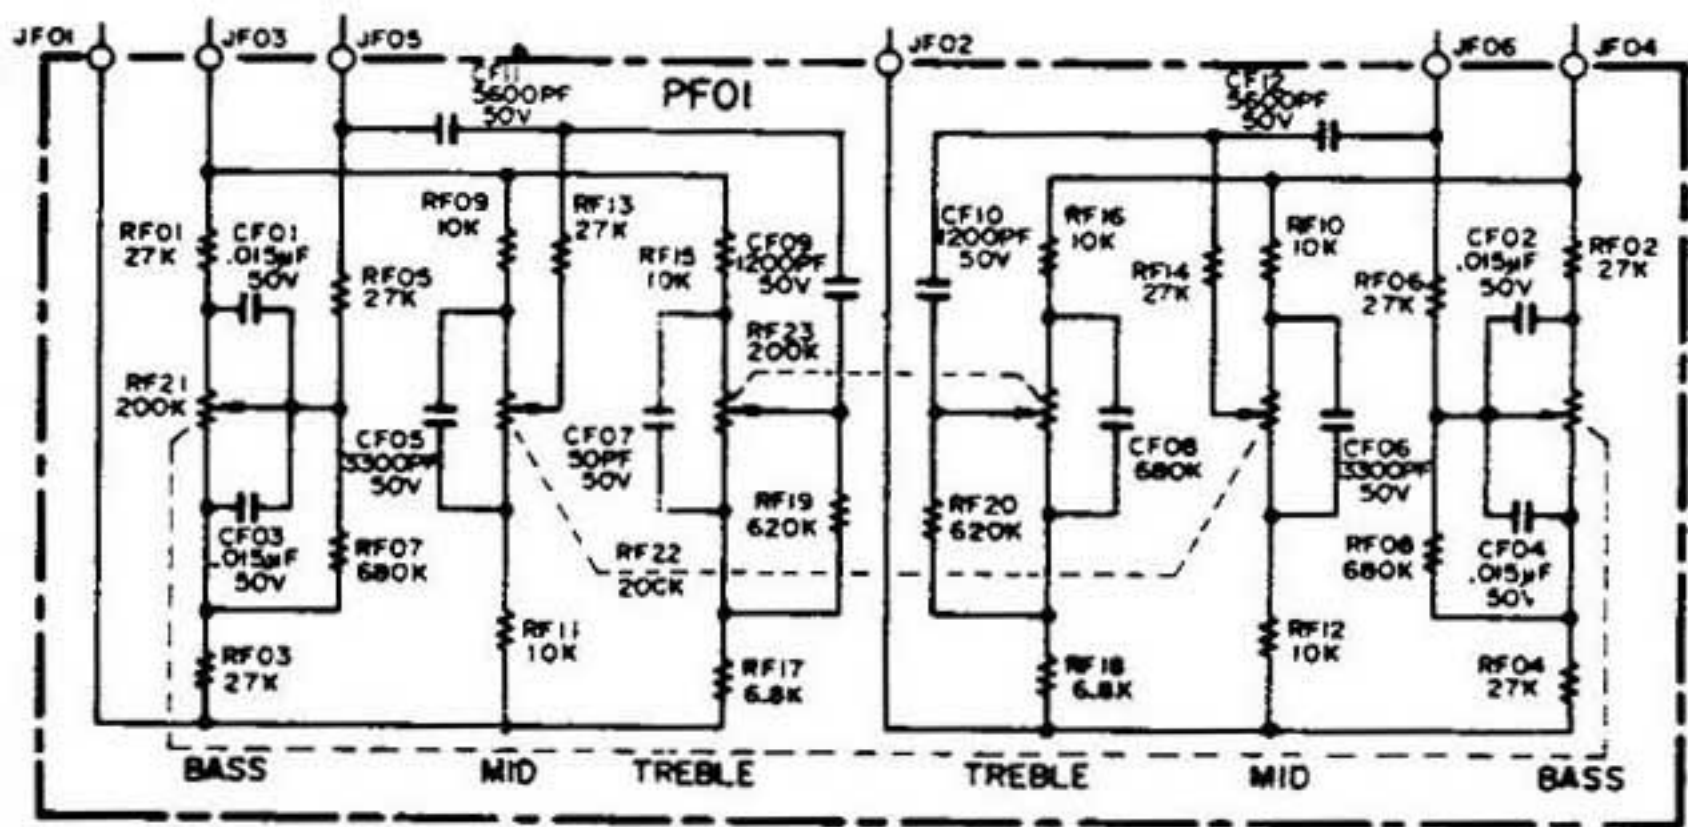 JF01
JF03
JF05
JF02
JF06
JF04
PF01
CF11
5600PF
50V
CF12
5600PF
50V
RF01
27K
CF01
.015µF
50V
RF05
27K
RF09
10K
RF13
27K
RF15
10K
CF09
1200PF
50V
CF10
1200PF
50V
RF16
10K
RF14
27K
RF10
10K
RF06
27K
CF02
.015µF
50V
RF02
27K
RF21
200K
RF23
200K
CF05
3300PF
50V
CF07
50PF
50V
CF08
680K
CF06
3300PF
50V
CF03
.015µF
50V
RF07
680K
RF19
620K
RF20
620K
RF22
200K
RF08
680K
CF04
.015µF
50V
RF03
27K
RF11
10K
RF17
6.8K
RF18
6.8K
RF12
10K
RF04
27K
BASS
MID
TREBLE
TREBLE
MID
BASS